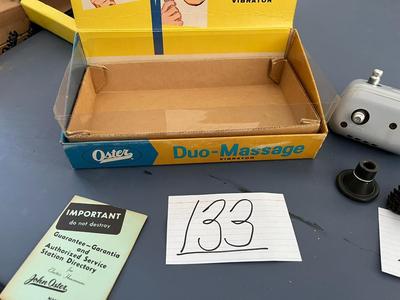 VIBRATOR
Oster
Duo-Massage
VIBRATOR
133
IMPORTANT
do not destroy
Guarantee-Garantia
and
Authorized Service
Station Directory
for
John Oster